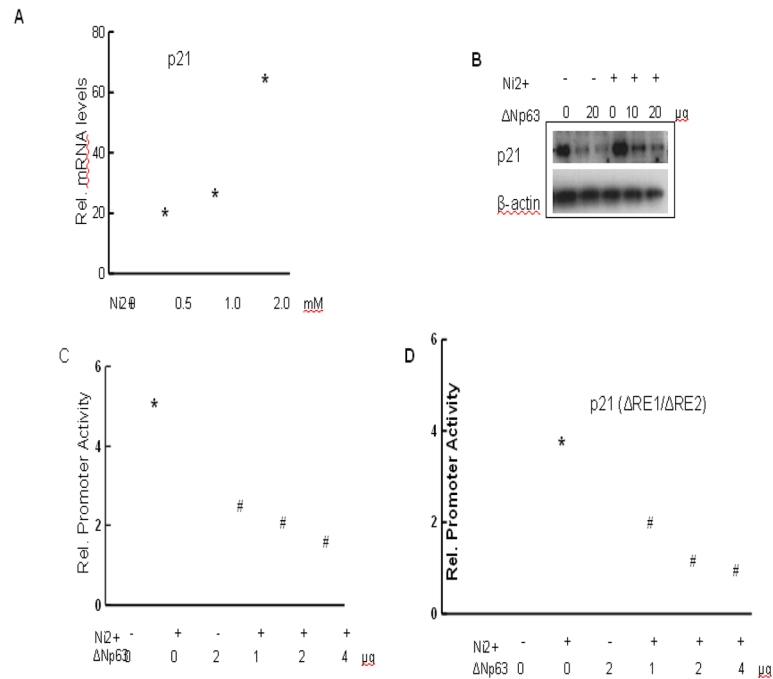 A
80
p21
60
Rel. mRNA levels
*
40
*
20
*
0
Ni2+ 0.5 1.0 2.0 mM
B
Ni2+ - - + + +
ΔNp63 0 20 0 10 20 µg
p21
β-actin
C
6
*
4
Rel. Promoter Activity
#
2
#
#
0
Ni2+ - + - + + +
ΔNp63 0 0 2 1 2 4 µg
D
6
p21 (ΔRE1/ΔRE2)
4
*
Rel. Promoter Activity
2
#
#
#
0
Ni2+ - + - + + +
ΔNp63 0 0 2 1 2 4 µg